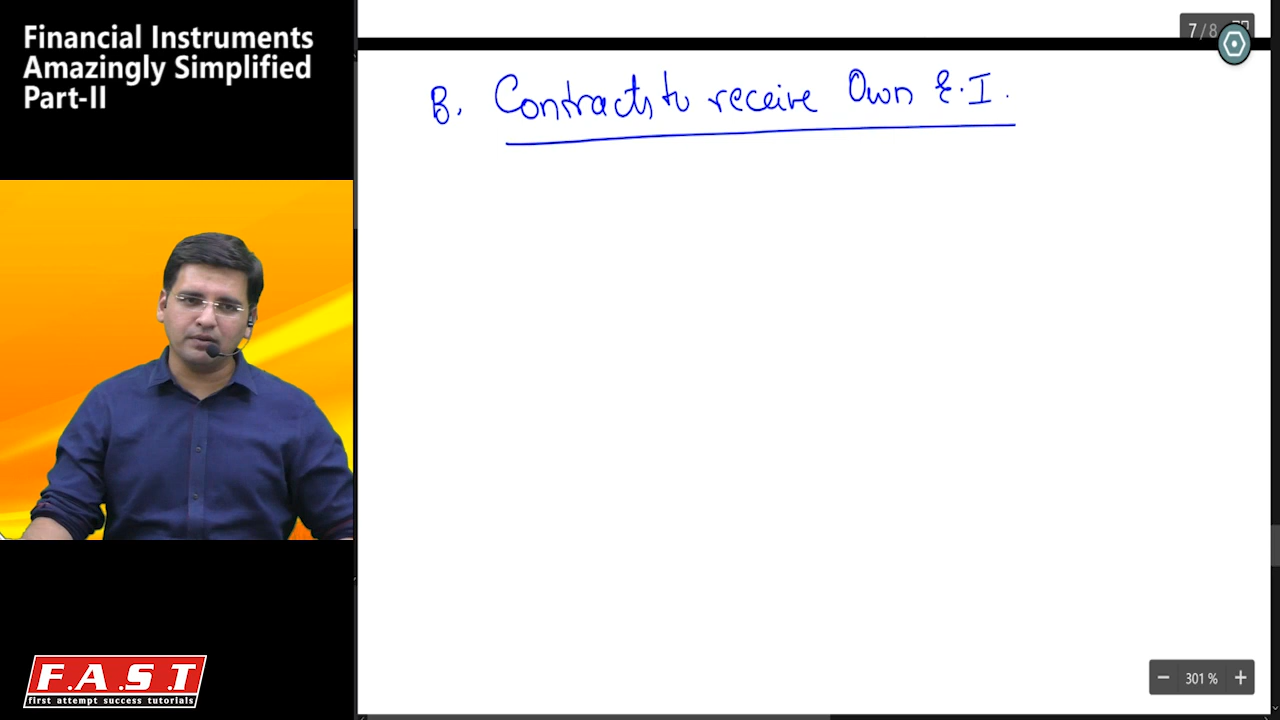 Financial Instruments
Amazingly Simplified
Part-II
7 / 8
B. Contracts to receive Own E.I.
F.A.S.T
first attempt success tutorials
301 %